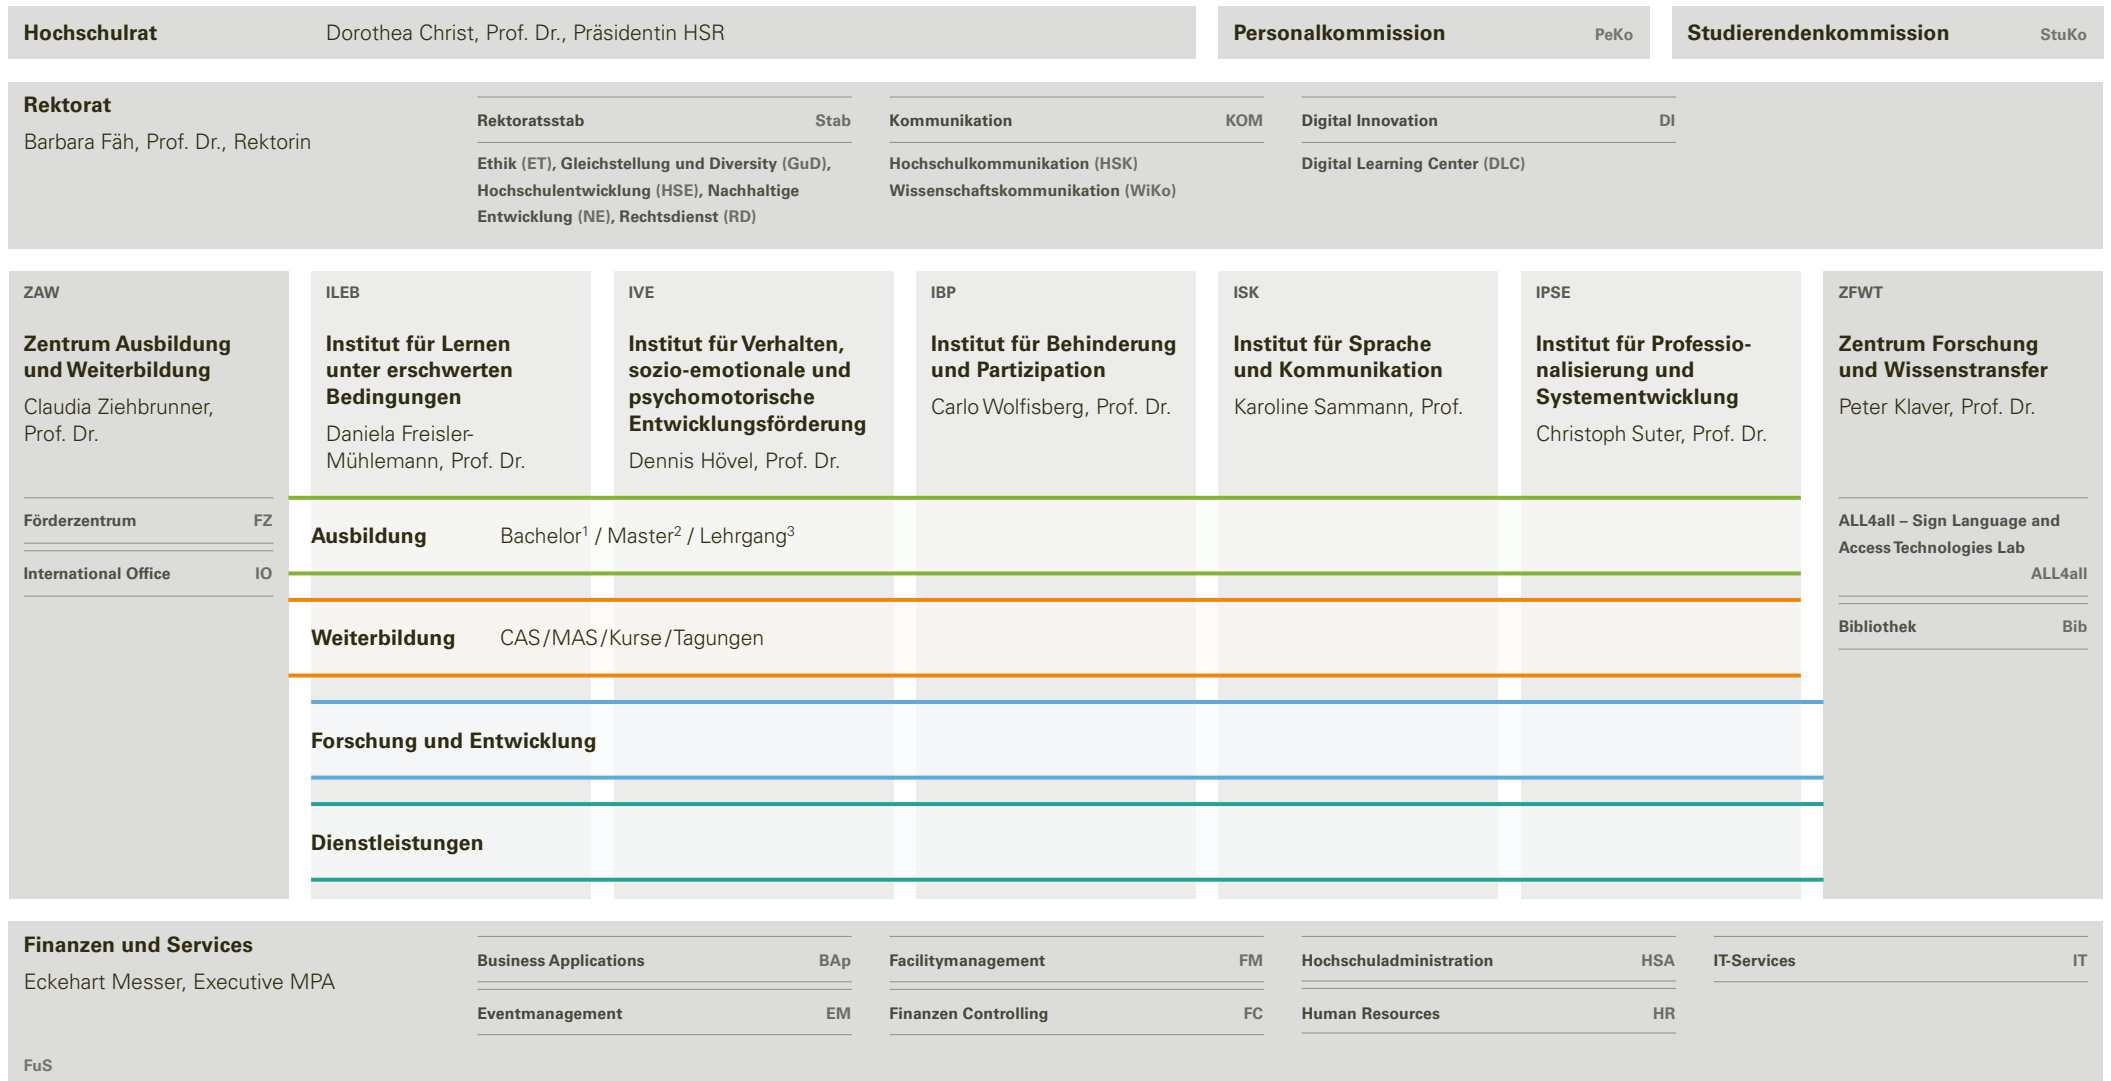 Hochschulrat Dorothea Christ, Prof. Dr., Präsidentin HSR
Personalkommission PeKo
Studierendenkommission StuKo
Rektorat
Barbara Fäh, Prof. Dr., Rektorin
Rektoratsstab Stab
Ethik (ET), Gleichstellung und Diversity (GuD),
Hochschulentwicklung (HSE), Nachhaltige
Entwicklung (NE), Rechtsdienst (RD)
Kommunikation KOM
Hochschulkommunikation (HSK)
Wissenschaftskommunikation (WiKo)
Digital Innovation DI
Digital Learning Center (DLC)
ZAW
Zentrum Ausbildung
und Weiterbildung
Claudia Ziehbrunner,
Prof. Dr.
Förderzentrum FZ
International Office IO
ILEB
Institut für Lernen
unter erschwerten
Bedingungen
Daniela Freisler-
Mühlemann, Prof. Dr.
IVE
Institut für Verhalten,
sozio-emotionale und
psychomotorische
Entwicklungsförderung
Dennis Hövel, Prof. Dr.
IBP
Institut für Behinderung
und Partizipation
Carlo Wolfisberg, Prof. Dr.
ISK
Institut für Sprache
und Kommunikation
Karoline Sammann, Prof.
IPSE
Institut für Professio-
nalisierung und
Systementwicklung
Christoph Suter, Prof. Dr.
ZFWT
Zentrum Forschung
und Wissenstransfer
Peter Klaver, Prof. Dr.
ALL4all – Sign Language and
Access Technologies Lab
ALL4all
Bibliothek Bib
Ausbildung Bachelor¹ / Master² / Lehrgang³
Weiterbildung CAS/MAS/Kurse/Tagungen
Forschung und Entwicklung
Dienstleistungen
Finanzen und Services
Eckehart Messer, Executive MPA
FuS
Business Applications BAp
Eventmanagement EM
Facilitymanagement FM
Finanzen Controlling FC
Hochschuladministration HSA
Human Resources HR
IT-Services IT